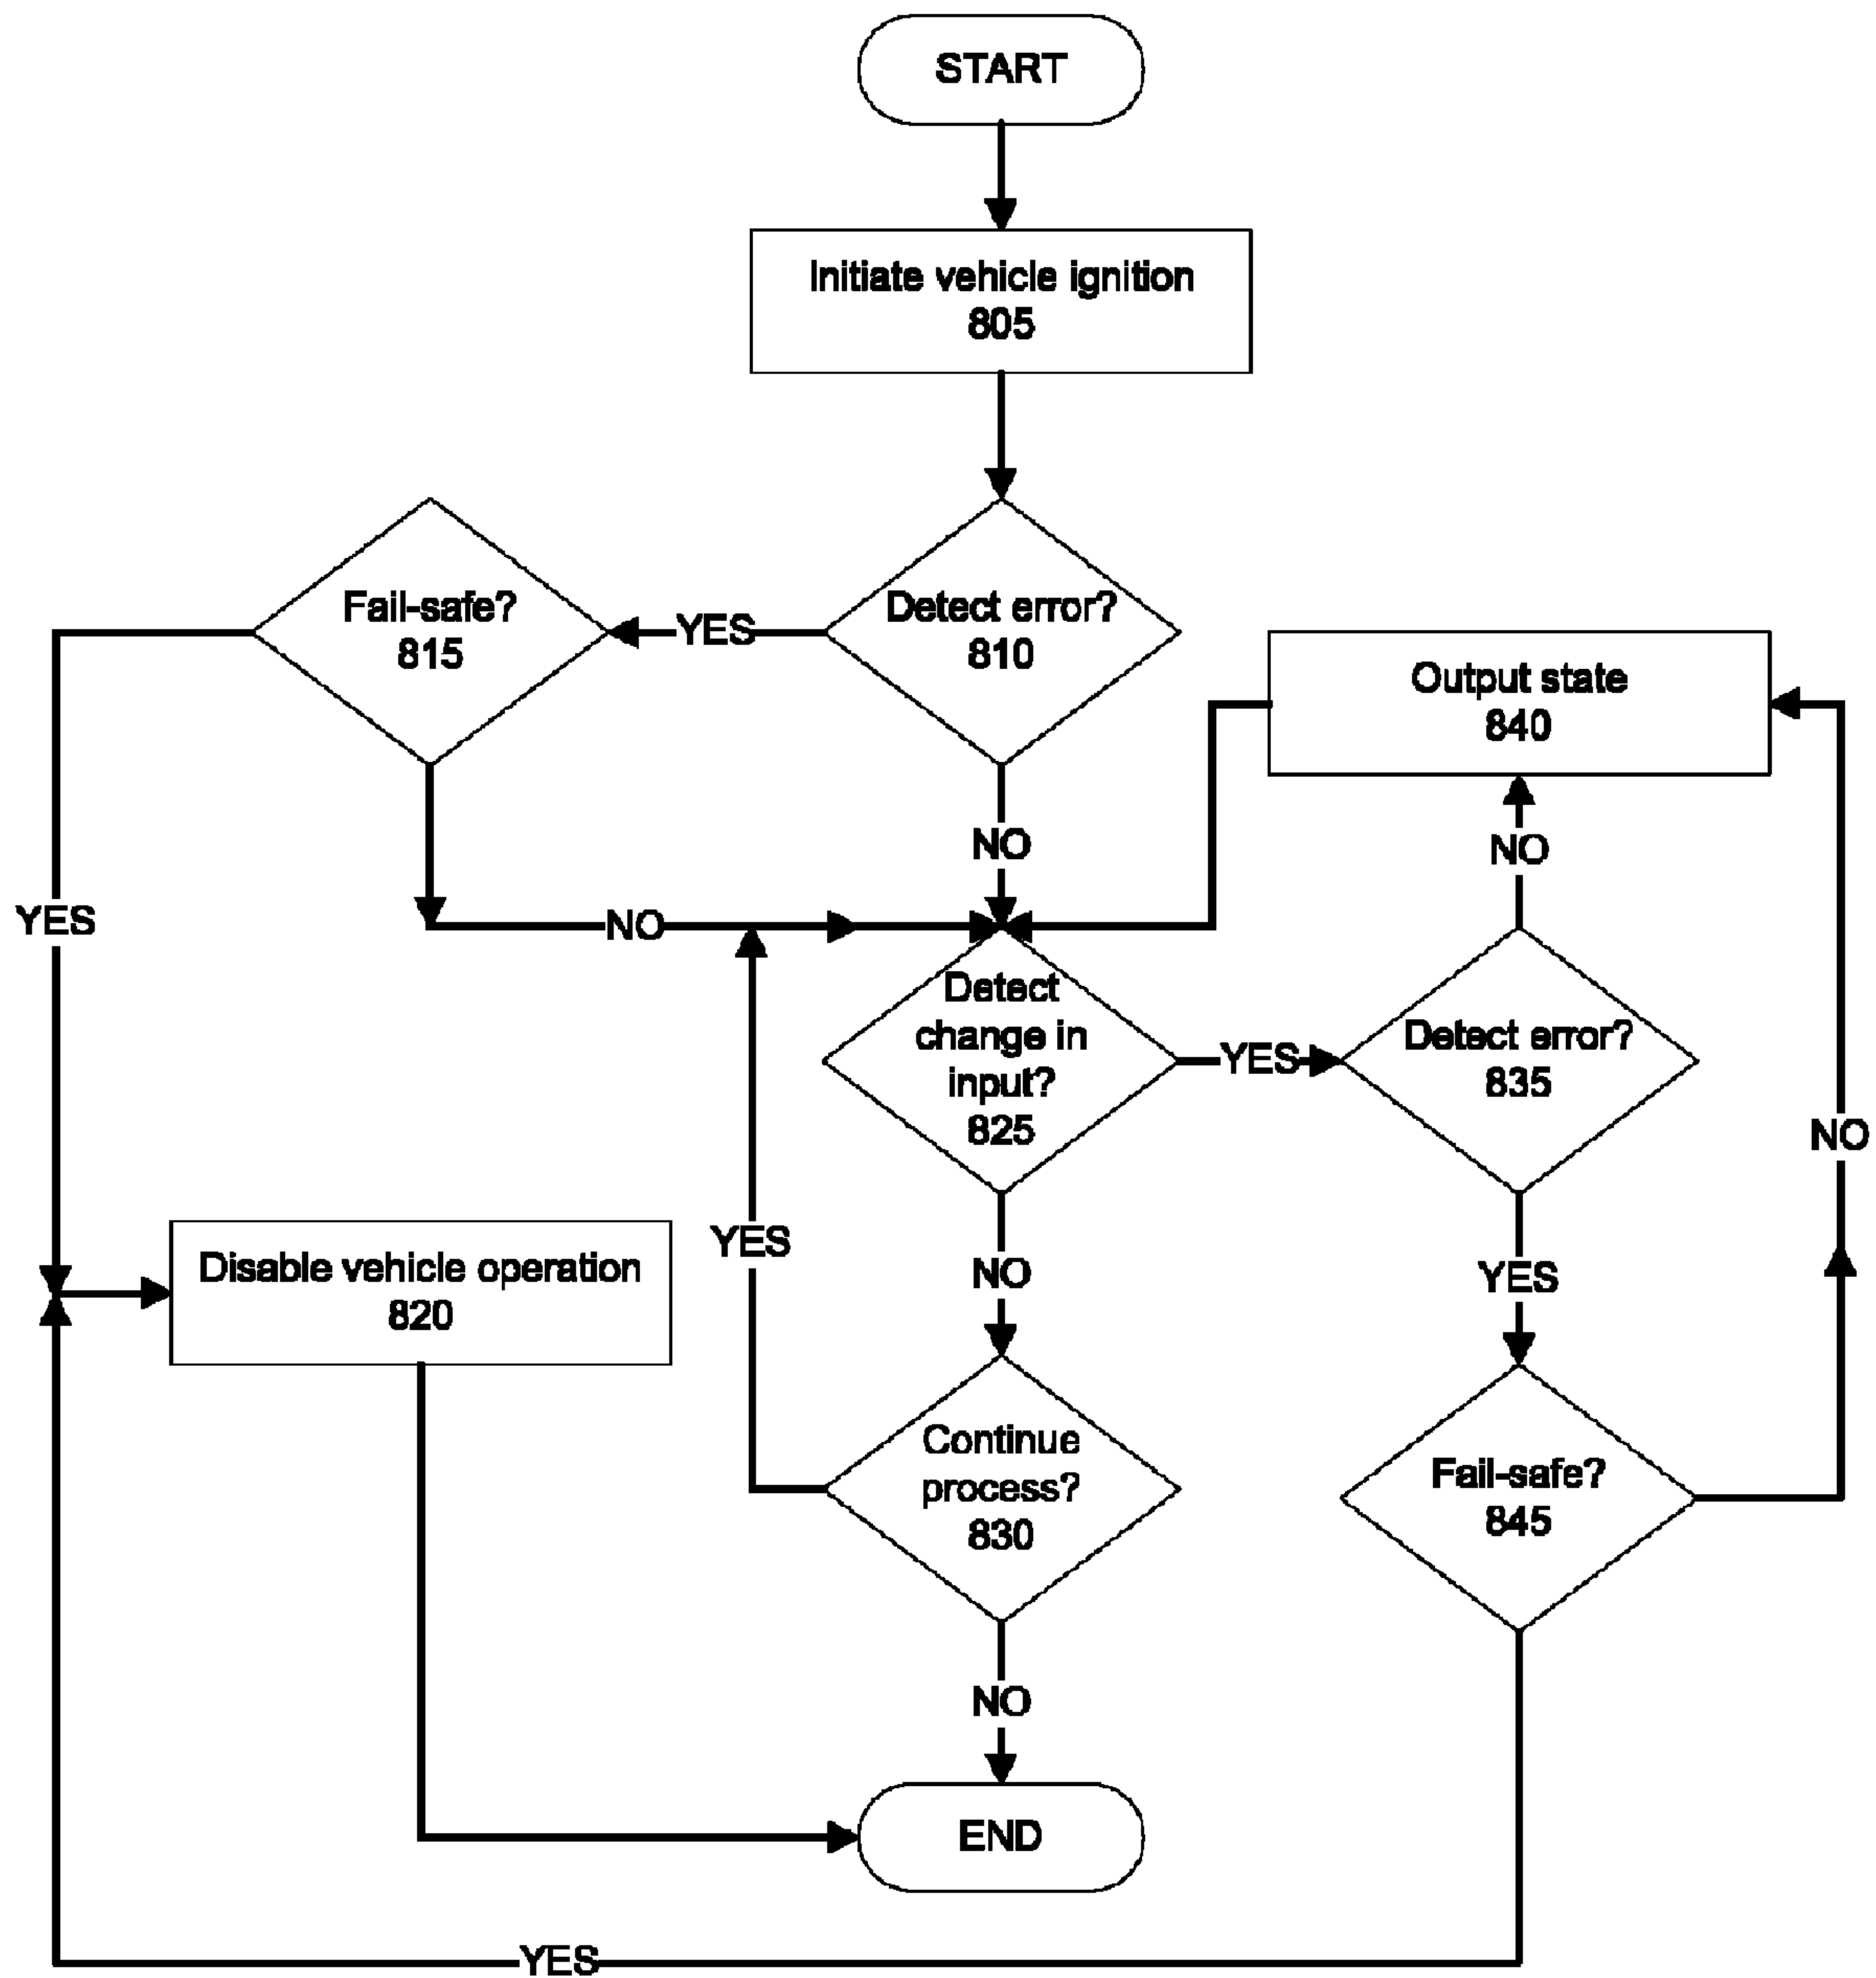 START
Initiate vehicle ignition
805
Fail-safe?
815
YES
Detect error?
810
Output state
840
NO
NO
YES
NO
Detect
change in
input?
825
YES
Detect error?
835
NO
YES
Disable vehicle operation
820
NO
YES
Continue
process?
830
Fail-safe?
845
NO
END
YES